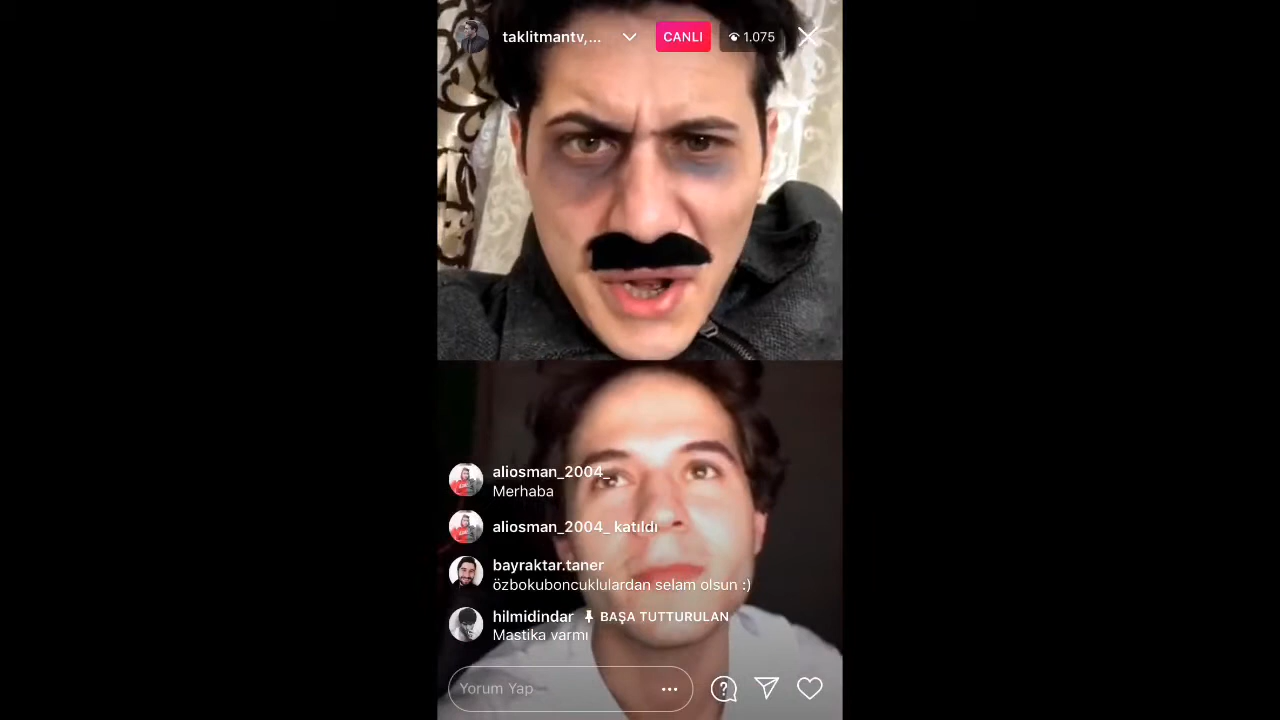 taklitmantv,...
CANLI
1.075
aliosman_2004_
Merhaba
aliosman_2004_ katıldı
bayraktar.taner
özbokuboncuklulardan selam olsun :)
hilmidindar BAŞA TUTTURULAN
Mastika varmı
Yorum Yap